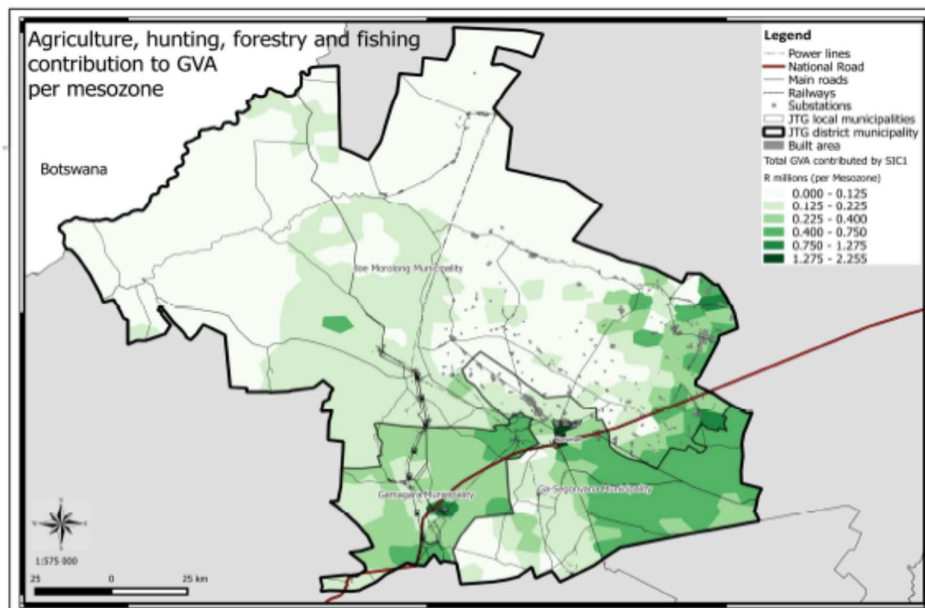 Agriculture, hunting, forestry and fishing
contribution to GVA
per mesozone
Botswana
Joe Morolong Municipality
Gamagara Municipality
Ga-Segonyana Municipality
1:575 000
25 0 25 km
Legend
Power lines
National Road
Main roads
Railways
Substations
JTG local municipalities
JTG district municipality
Built area
Total GVA contributed by SIC1
R millions (per Mesozone)
0.000 - 0.125
0.125 - 0.225
0.225 - 0.400
0.400 - 0.750
0.750 - 1.275
1.275 - 2.255